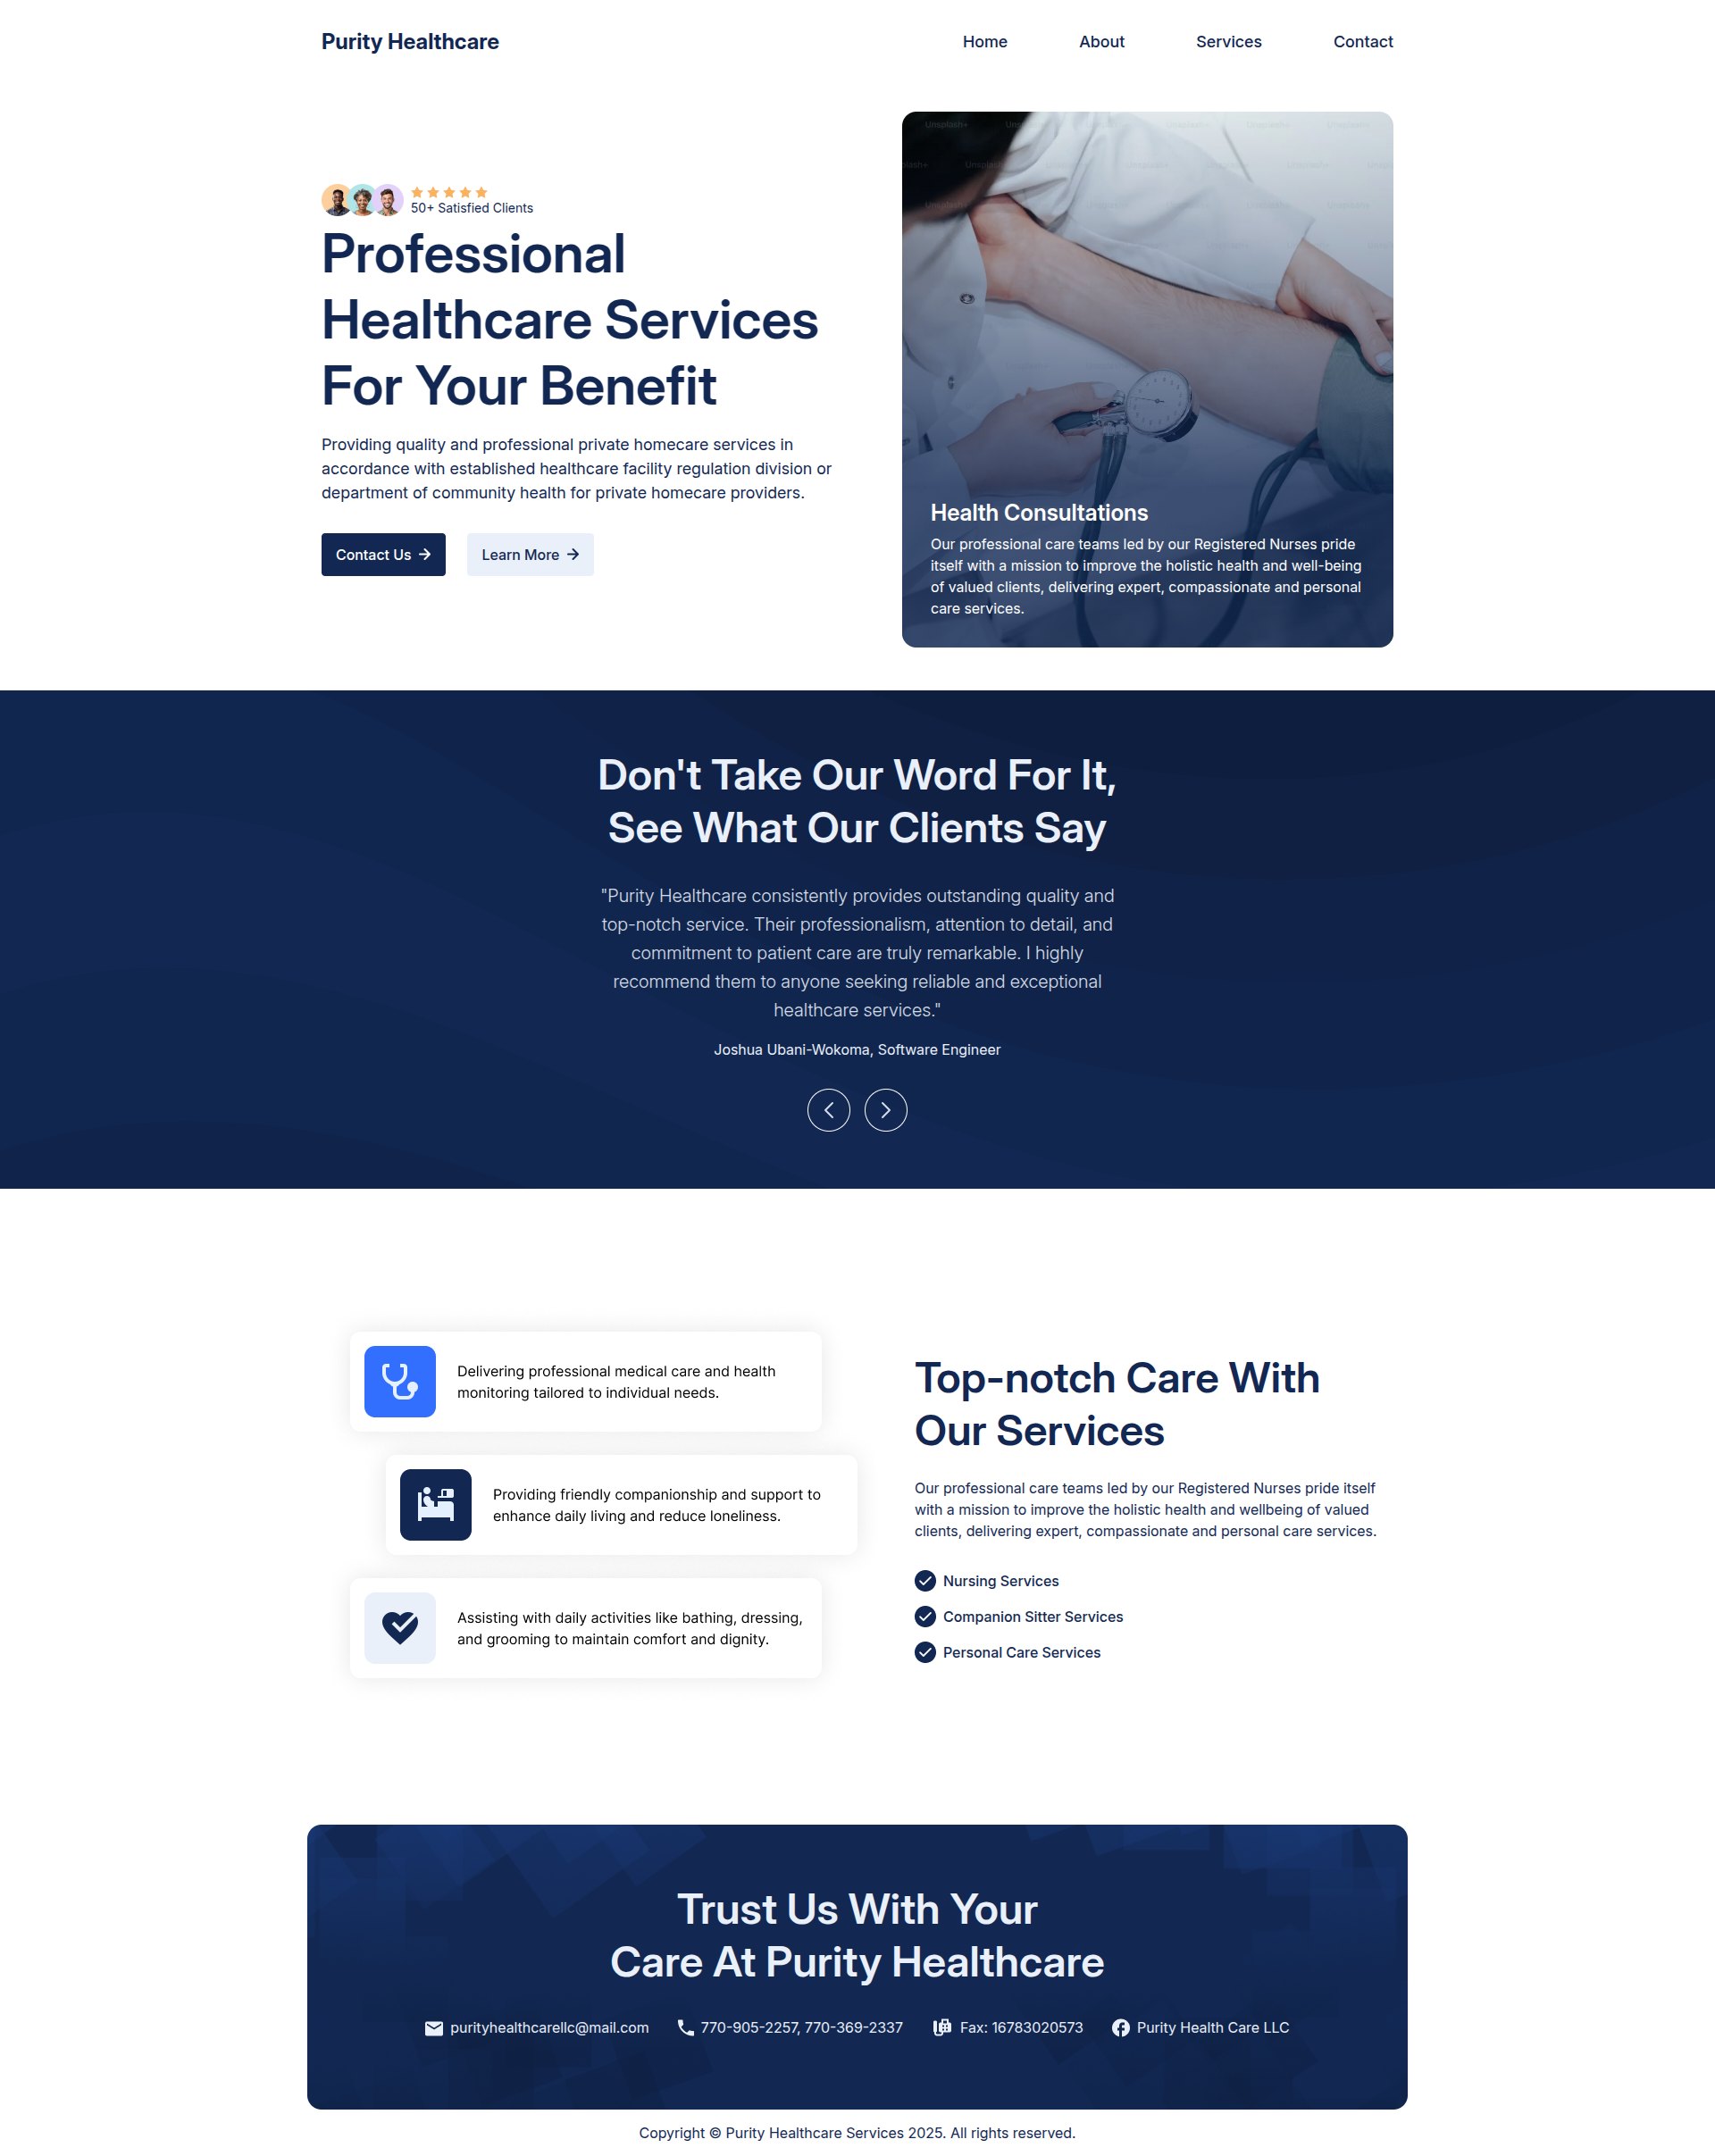 Purity Healthcare
Home
About
Services
Contact
50+ Satisfied Clients
Professional
Healthcare Services
For Your Benefit
Providing quality and professional private homecare services in
accordance with established healthcare facility regulation division or
department of community health for private homecare providers.
Contact Us
Learn More
Unsplash+
Health Consultations
Our professional care teams led by our Registered Nurses pride
itself with a mission to improve the holistic health and well-being
of valued clients, delivering expert, compassionate and personal
care services.
Don't Take Our Word For It,
See What Our Clients Say
"Purity Healthcare consistently provides outstanding quality and
top-notch service. Their professionalism, attention to detail, and
commitment to patient care are truly remarkable. I highly
recommend them to anyone seeking reliable and exceptional
healthcare services."
Joshua Ubani-Wokoma, Software Engineer
Delivering professional medical care and health
monitoring tailored to individual needs.
Providing friendly companionship and support to
enhance daily living and reduce loneliness.
Assisting with daily activities like bathing, dressing,
and grooming to maintain comfort and dignity.
Top-notch Care With
Our Services
Our professional care teams led by our Registered Nurses pride itself
with a mission to improve the holistic health and wellbeing of valued
clients, delivering expert, compassionate and personal care services.
Nursing Services
Companion Sitter Services
Personal Care Services
Trust Us With Your
Care At Purity Healthcare
purityhealthcarellc@mail.com
770-905-2257, 770-369-2337
Fax: 16783020573
Purity Health Care LLC
Copyright © Purity Healthcare Services 2025. All rights reserved.